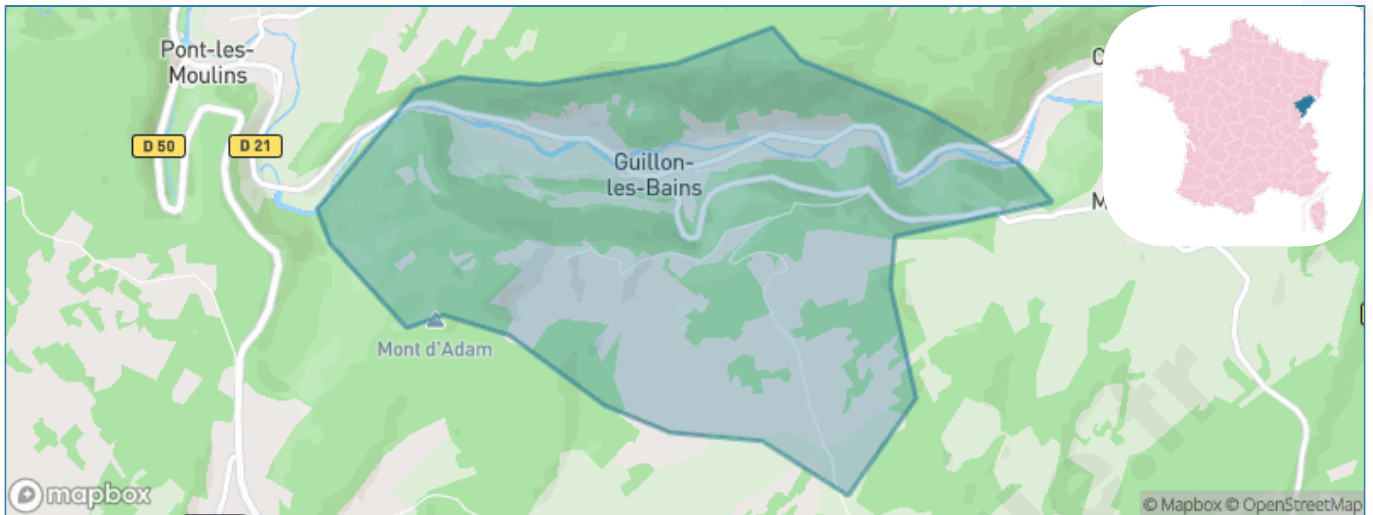 Pont-les-
Moulins
D 50
D 21
Guillon-
les-Bains
C
M
Mont d'Adam
mapbox
© Mapbox © OpenStreetMap